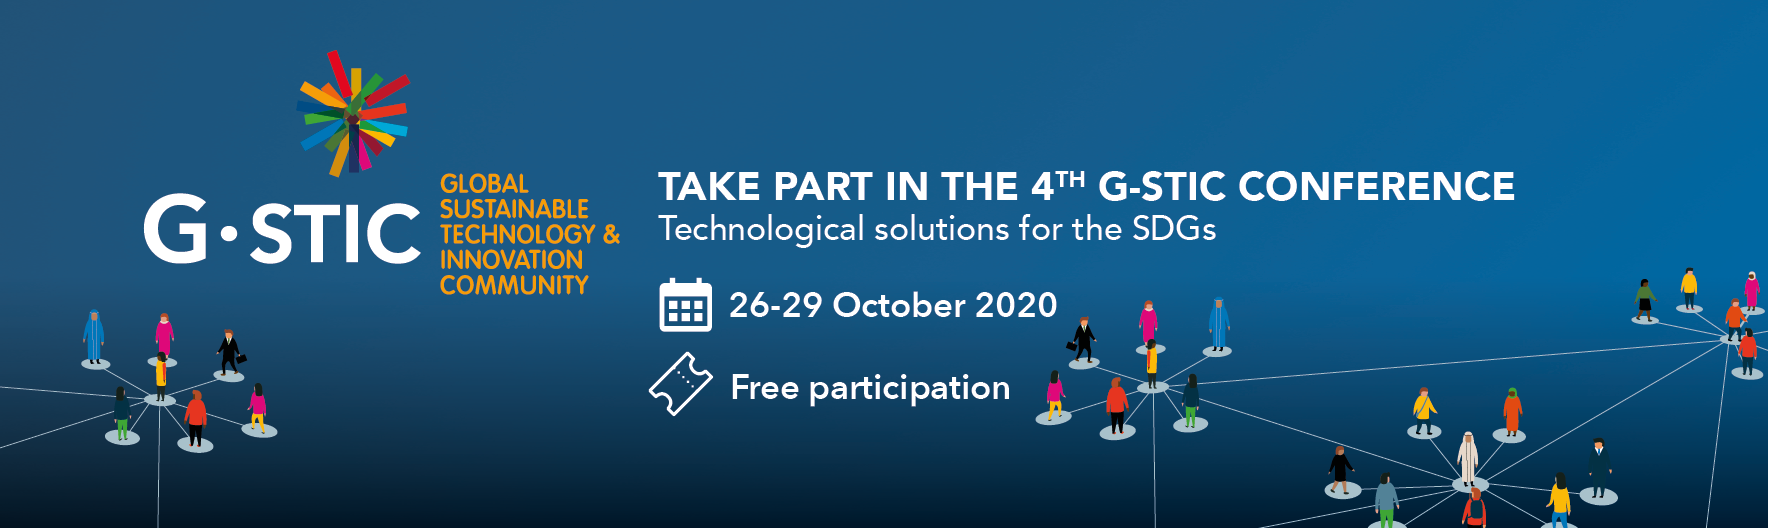 G·STIC
GLOBAL
SUSTAINABLE
TECHNOLOGY &
INNOVATION
COMMUNITY
TAKE PART IN THE 4TH G-STIC CONFERENCE
Technological solutions for the SDGs
26-29 October 2020
Free participation